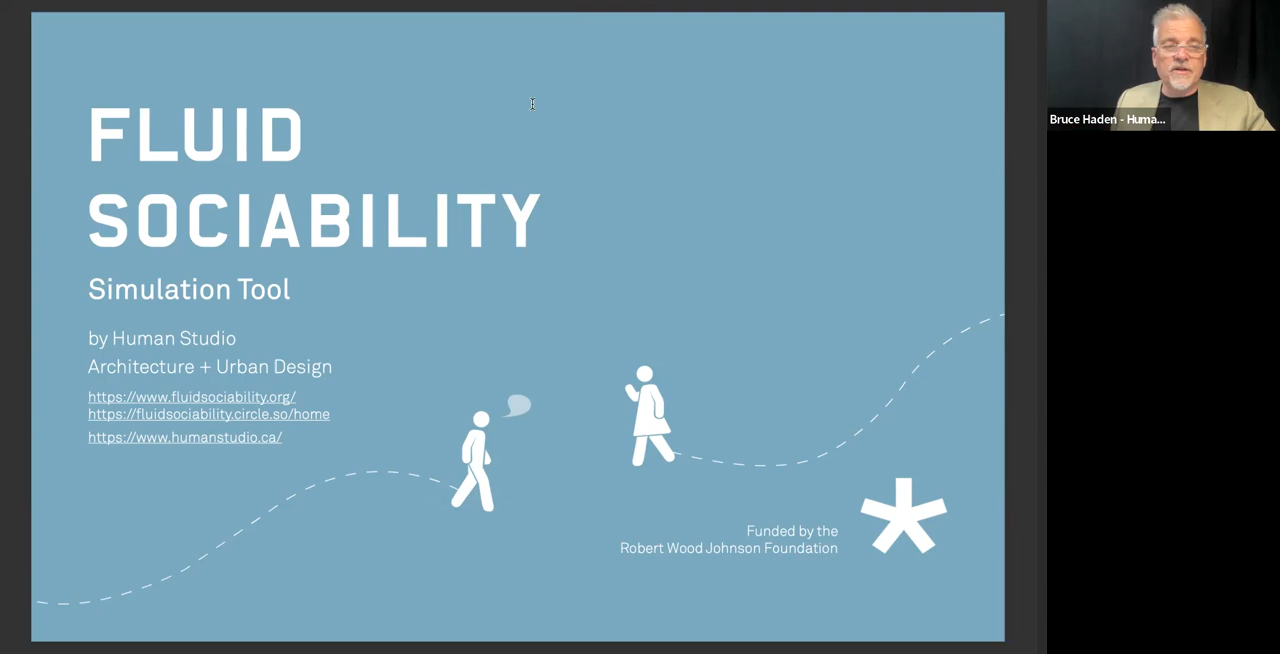 FLUID
SOCIABILITY
Simulation Tool
by Human Studio
Architecture + Urban Design
https://www.fluidsociability.org/
https://fluidsociability.circle.so/home
https://www.humanstudio.ca/
Funded by the
Robert Wood Johnson Foundation
Bruce Haden - Huma...